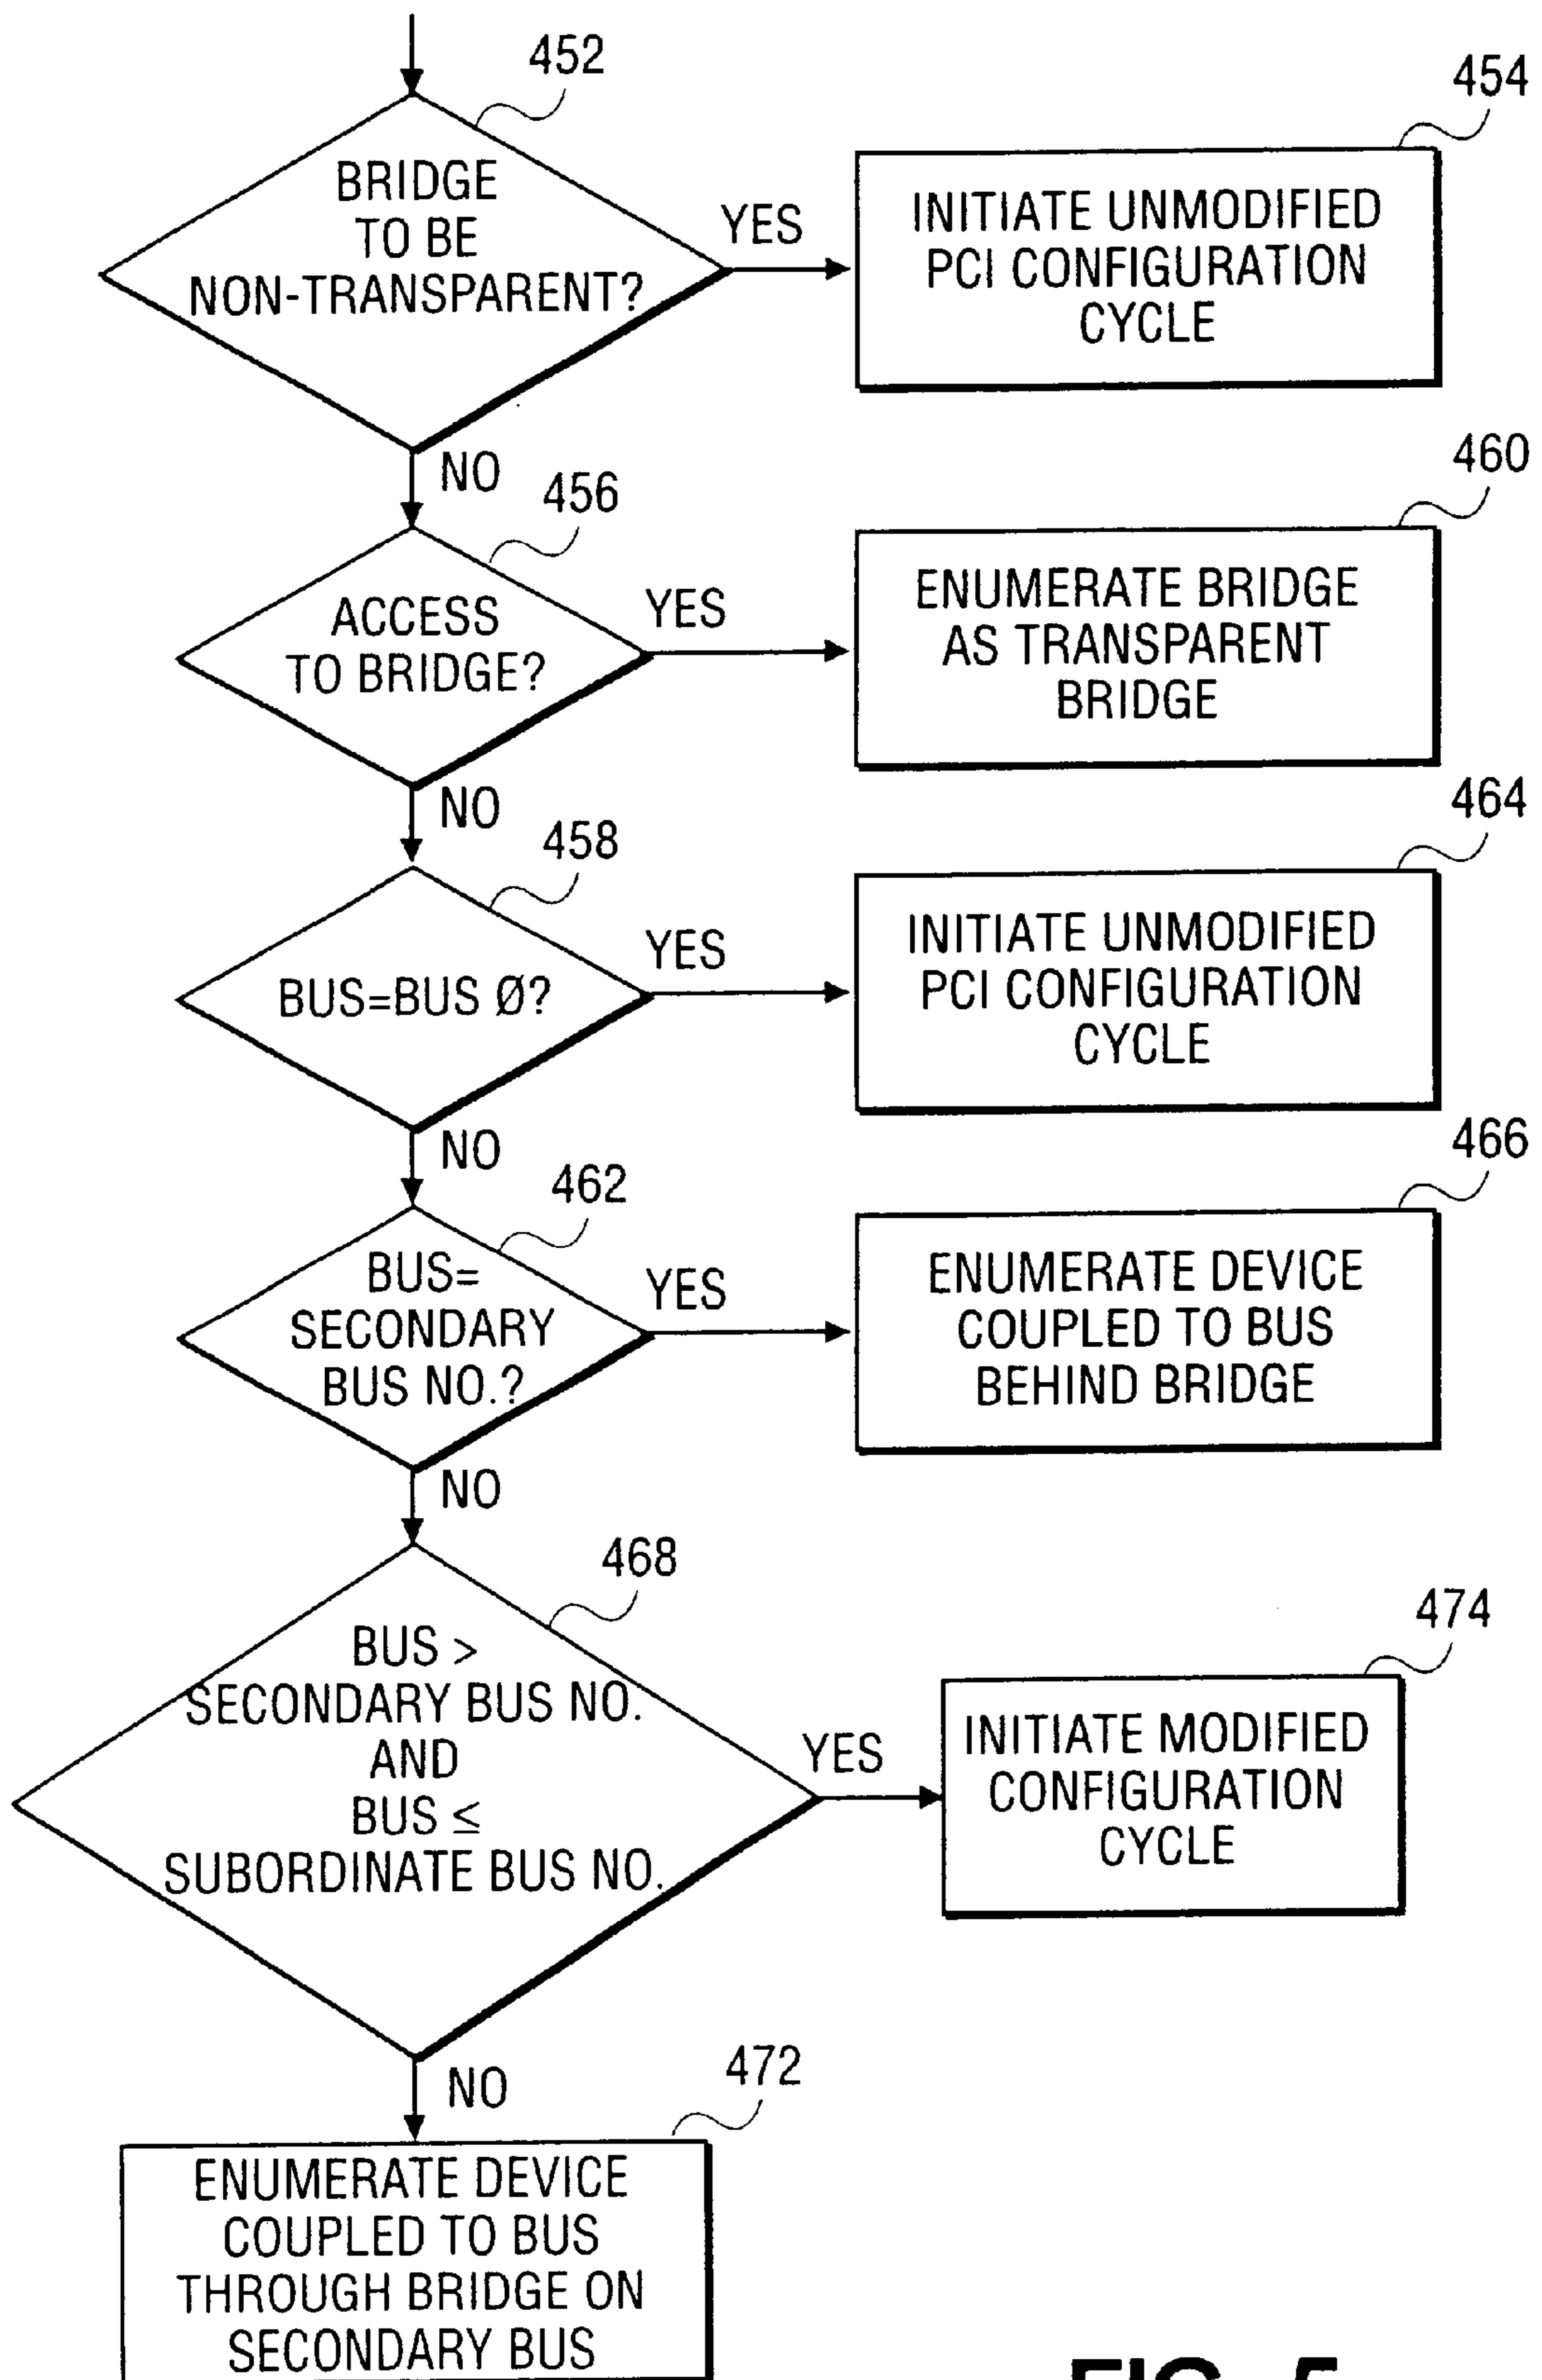 452
BRIDGE
TO BE
NON-TRANSPARENT?
YES
454
INITIATE UNMODIFIED
PCI CONFIGURATION
CYCLE
NO
456
ACCESS
TO BRIDGE?
YES
460
ENUMERATE BRIDGE
AS TRANSPARENT
BRIDGE
NO
458
BUS=BUS Ø?
YES
464
INITIATE UNMODIFIED
PCI CONFIGURATION
CYCLE
NO
462
BUS=
SECONDARY
BUS NO.?
YES
466
ENUMERATE DEVICE
COUPLED TO BUS
BEHIND BRIDGE
NO
468
BUS >
SECONDARY BUS NO.
AND
BUS ≤
SUBORDINATE BUS NO.
YES
474
INITIATE MODIFIED
CONFIGURATION
CYCLE
NO
472
ENUMERATE DEVICE
COUPLED TO BUS
THROUGH BRIDGE ON
SECONDARY BUS
FIG. 5